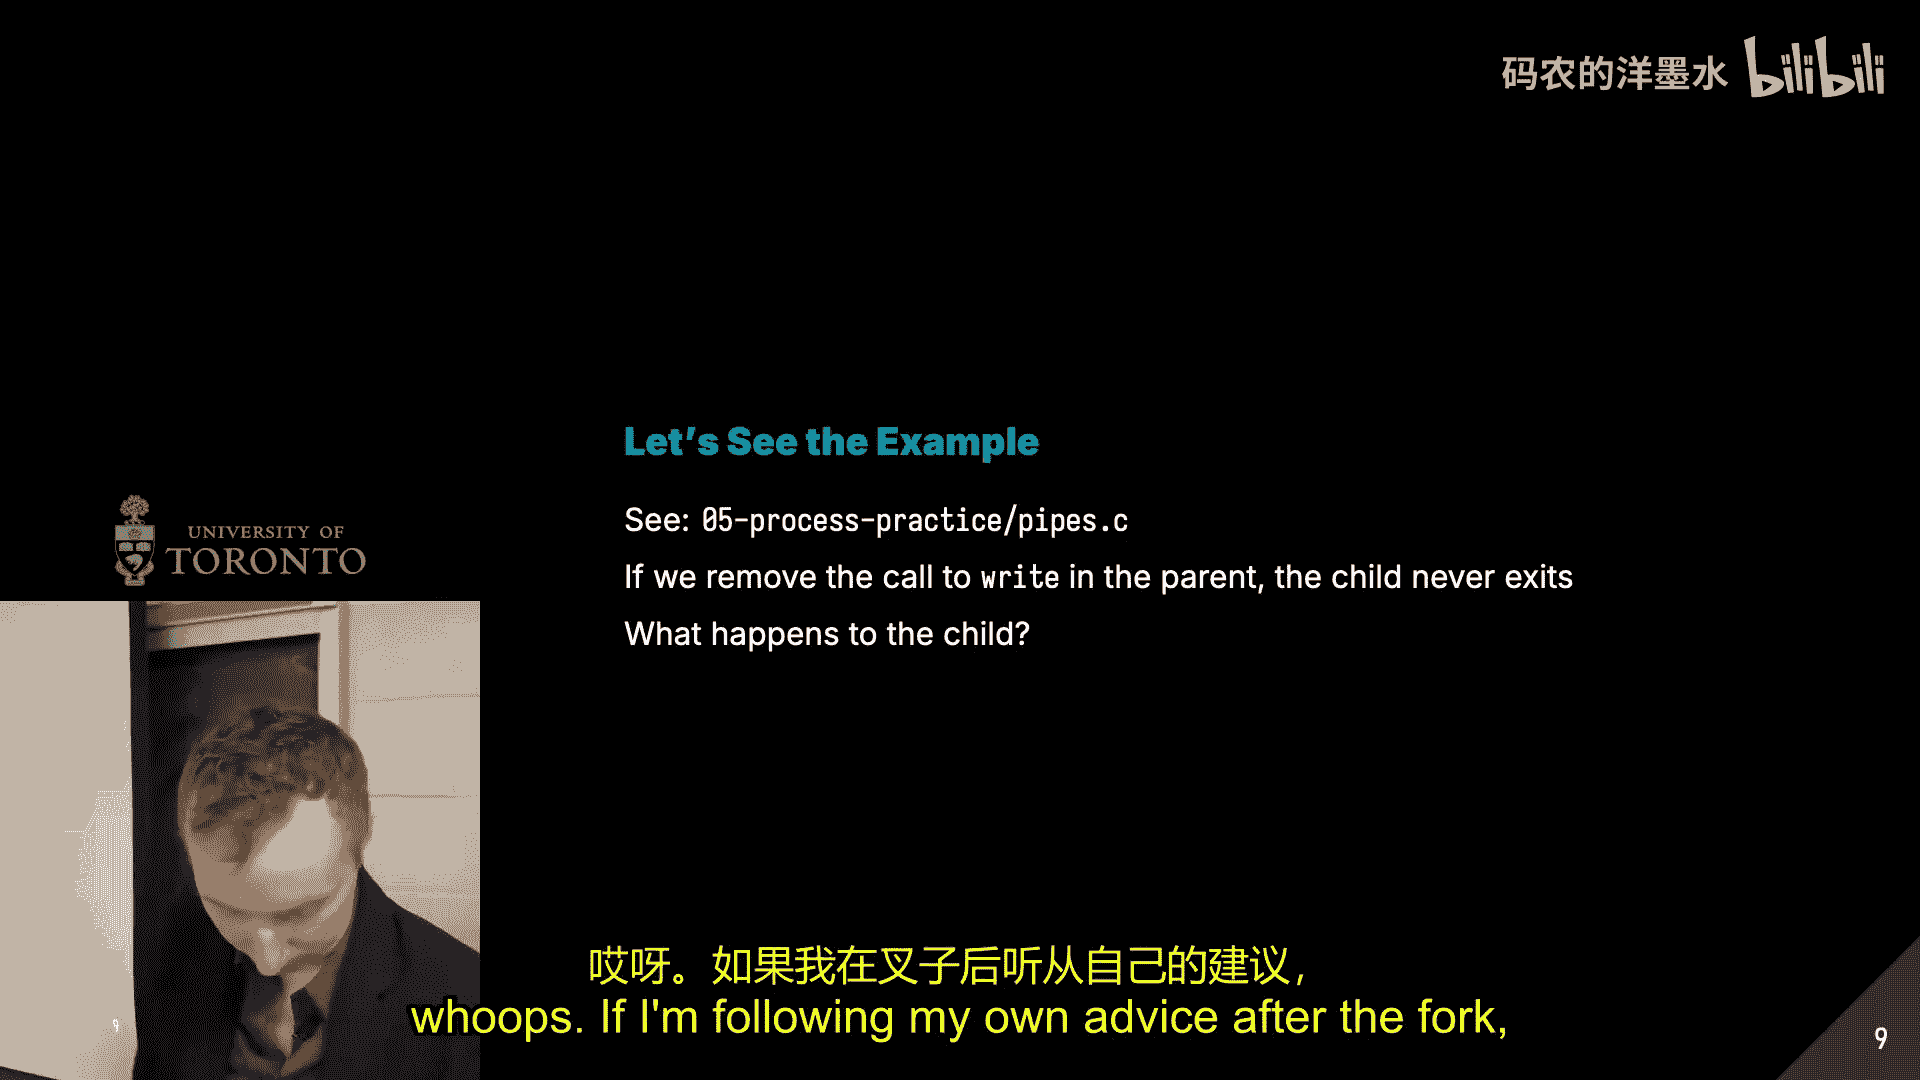 码农的洋墨水 bilibili
Let's See the Example
See: 05-process-practice/pipes.c
If we remove the call to write in the parent, the child never exits
What happens to the child?
UNIVERSITY OF
TORONTO
哎呀。如果我在叉子后听从自己的建议，
whoops. If I'm following my own advice after the fork,
9
9